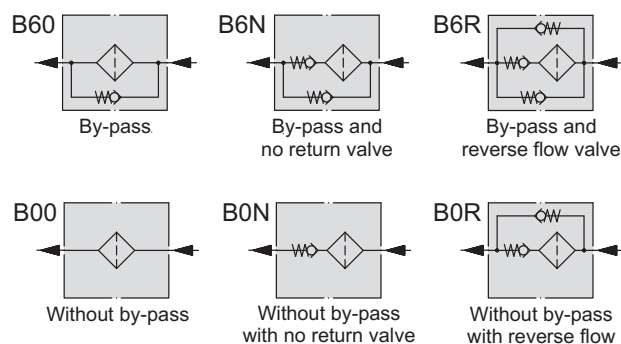 B60
B6N
B6R
By-pass
By-pass and
no return valve
By-pass and
reverse flow valve
B00
B0N
B0R
Without by-pass
Without by-pass
with no return valve
Without by-pass
with reverse flow